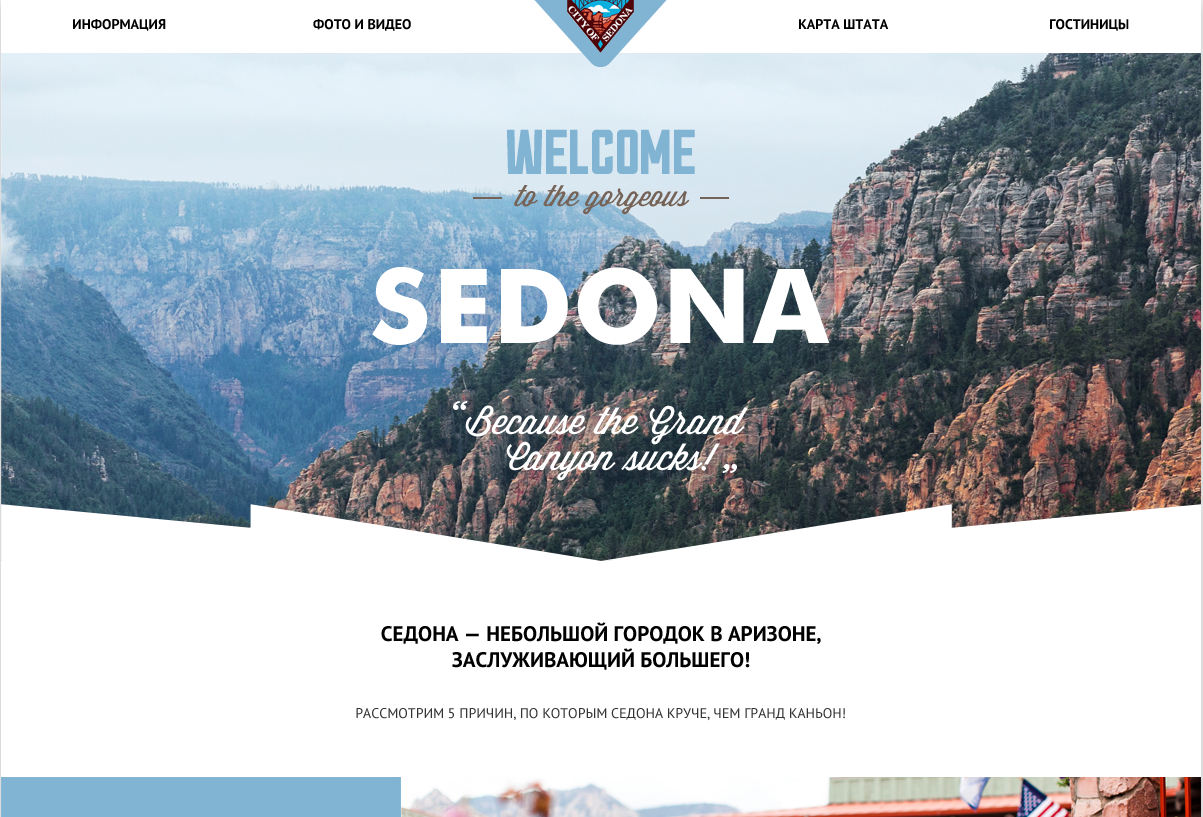 ИНФОРМАЦИЯ
ФОТО И ВИДЕО
CITY OF SEDONA
КАРТА ШТАТА
ГОСТИНИЦЫ
WELCOME
to the gorgeous
SEDONA
“Because the Grand
Canyon sucks! „
СЕДОНА — НЕБОЛЬШОЙ ГОРОДОК В АРИЗОНЕ,
ЗАСЛУЖИВАЮЩИЙ БОЛЬШЕГО!
РАССМОТРИМ 5 ПРИЧИН, ПО КОТОРЫМ СЕДОНА КРУЧЕ, ЧЕМ ГРАНД КАНЬОН!